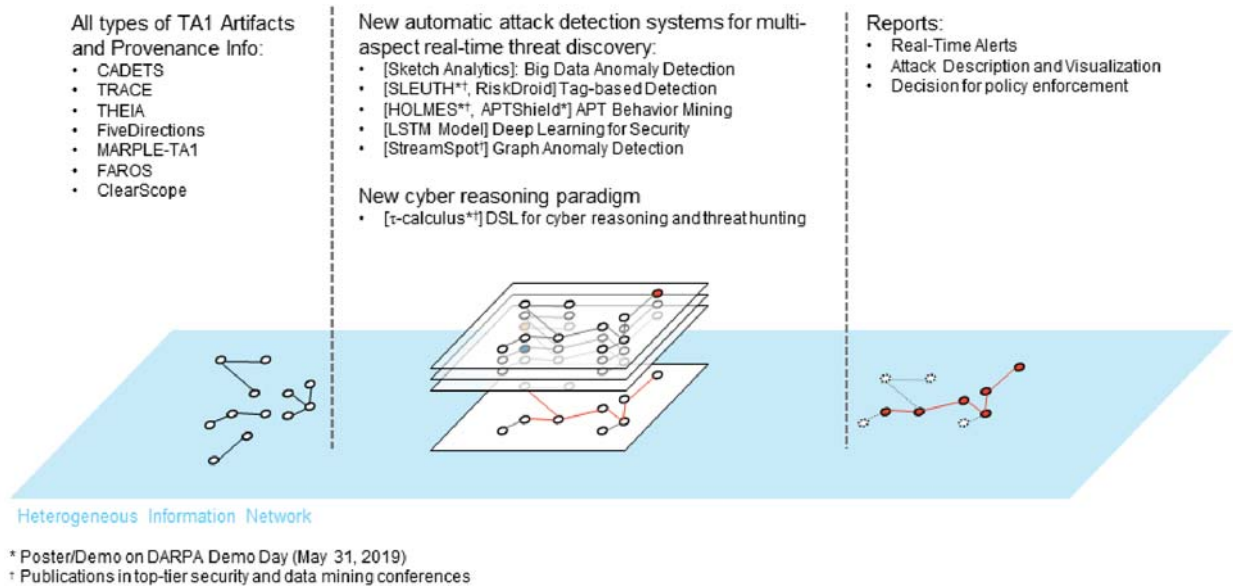 All types of TA1 Artifacts
and Provenance Info:
• CADETS
• TRACE
• THEIA
• FiveDirections
• MARPLE-TA1
• FAROS
• ClearScope
New automatic attack detection systems for multi-
aspect real-time threat discovery:
• [Sketch Analytics]: Big Data Anomaly Detection
• [SLEUTH*†, RiskDroid] Tag-based Detection
• [HOLMES*†, APTShield*] APT Behavior Mining
• [LSTM Model] Deep Learning for Security
• [StreamSpot†] Graph Anomaly Detection
New cyber reasoning paradigm
• [τ-calculus*‡] DSL for cyber reasoning and threat hunting
Reports:
• Real-Time Alerts
• Attack Description and Visualization
• Decision for policy enforcement
Heterogeneous Information Network
* Poster/Demo on DARPA Demo Day (May 31, 2019)
† Publications in top-tier security and data mining conferences